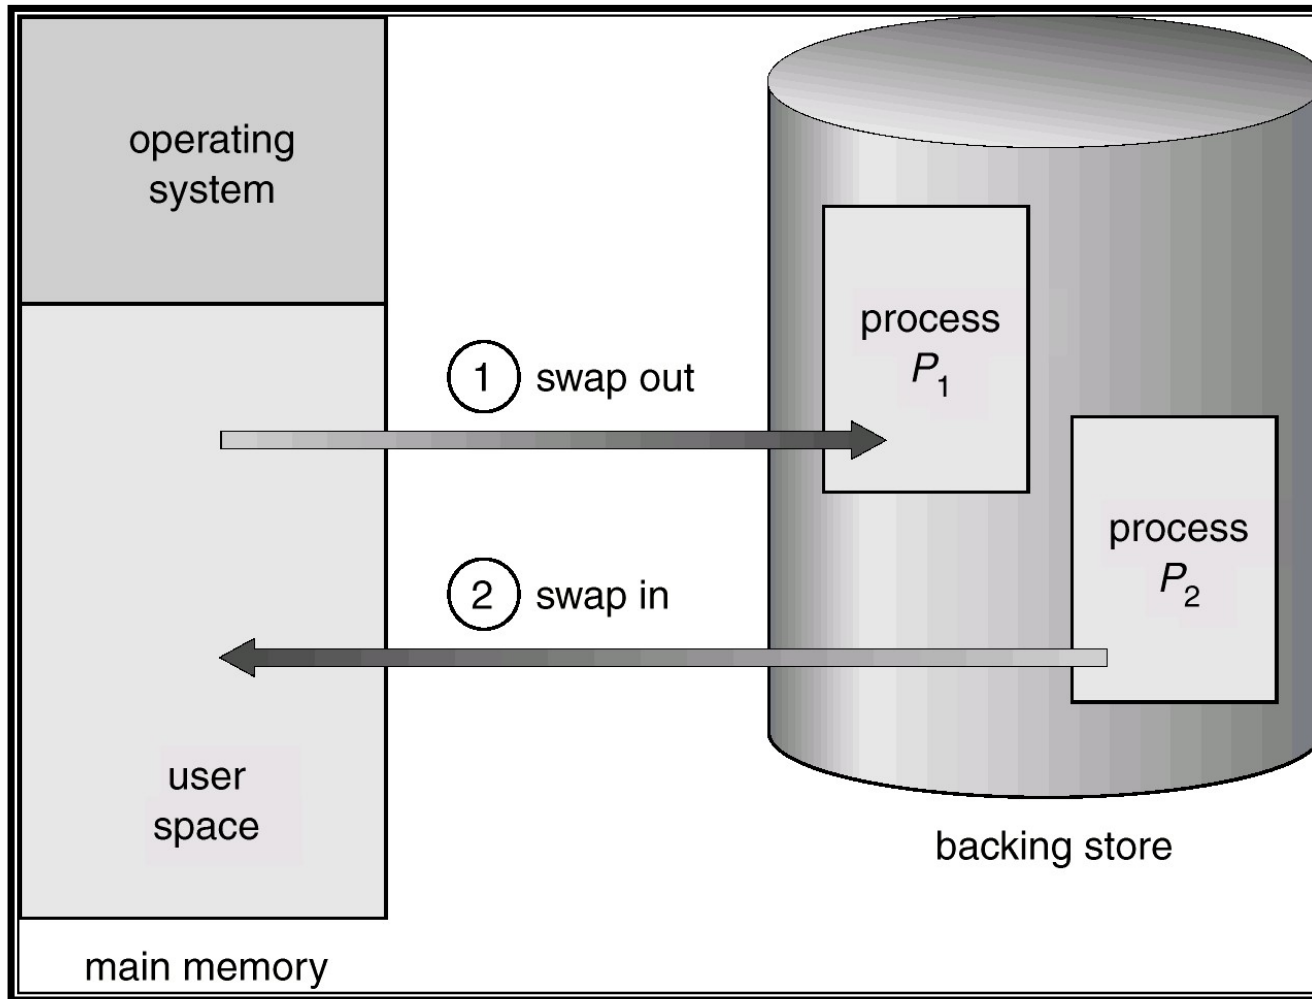 operating
system
1 swap out
process
P1
process
P2
2 swap in
user
space
backing store
main memory